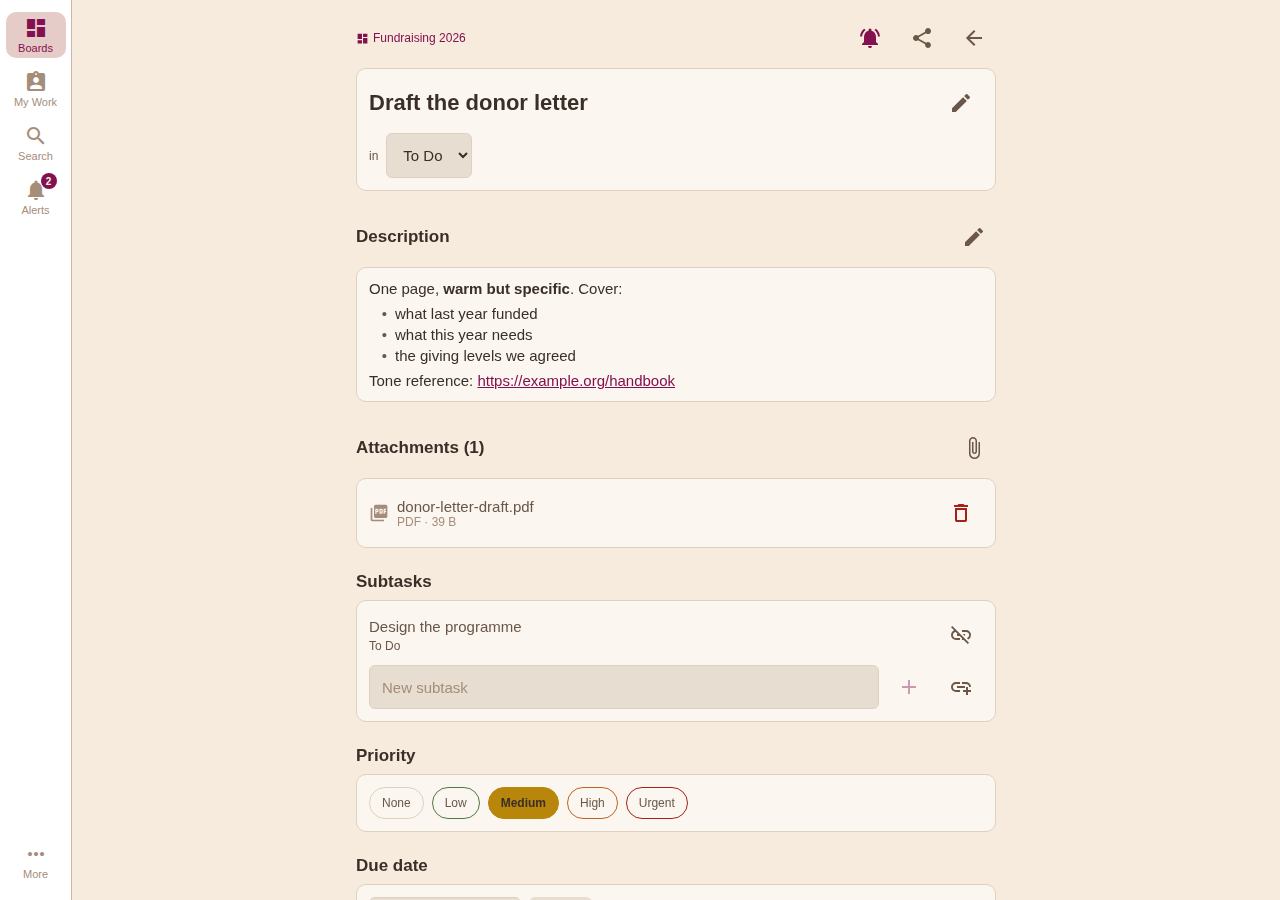 Boards
My Work
Search
2
Alerts
More
Fundraising 2026
Draft the donor letter
in
To Do
Description
One page, warm but specific. Cover:
• what last year funded
• what this year needs
• the giving levels we agreed
Tone reference: https://example.org/handbook
Attachments (1)
PDF
donor-letter-draft.pdf
PDF · 39 B
Subtasks
Design the programme
To Do
New subtask
Priority
None
Low
Medium
High
Urgent
Due date